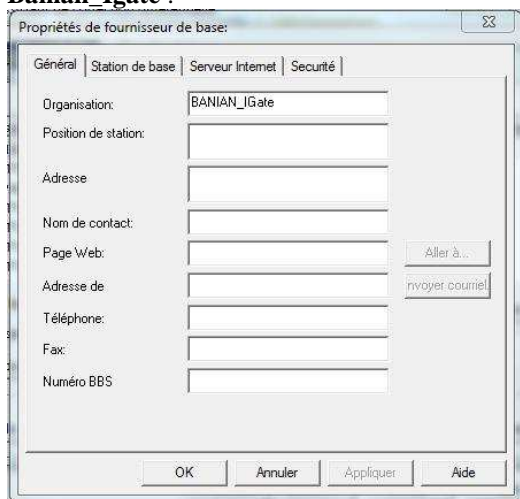 Banian_Igate :
Propriétés de fournisseur de base:
Général Station de base Serveur Internet Securité
Organisation: BANIAN_IGate
Position de station:
Adresse
Nom de contact:
Page Web: Aller à...
Adresse de nvoyer courriel.
Téléphone:
Fax:
Numéro BBS
OK Annuler Appliquer Aide